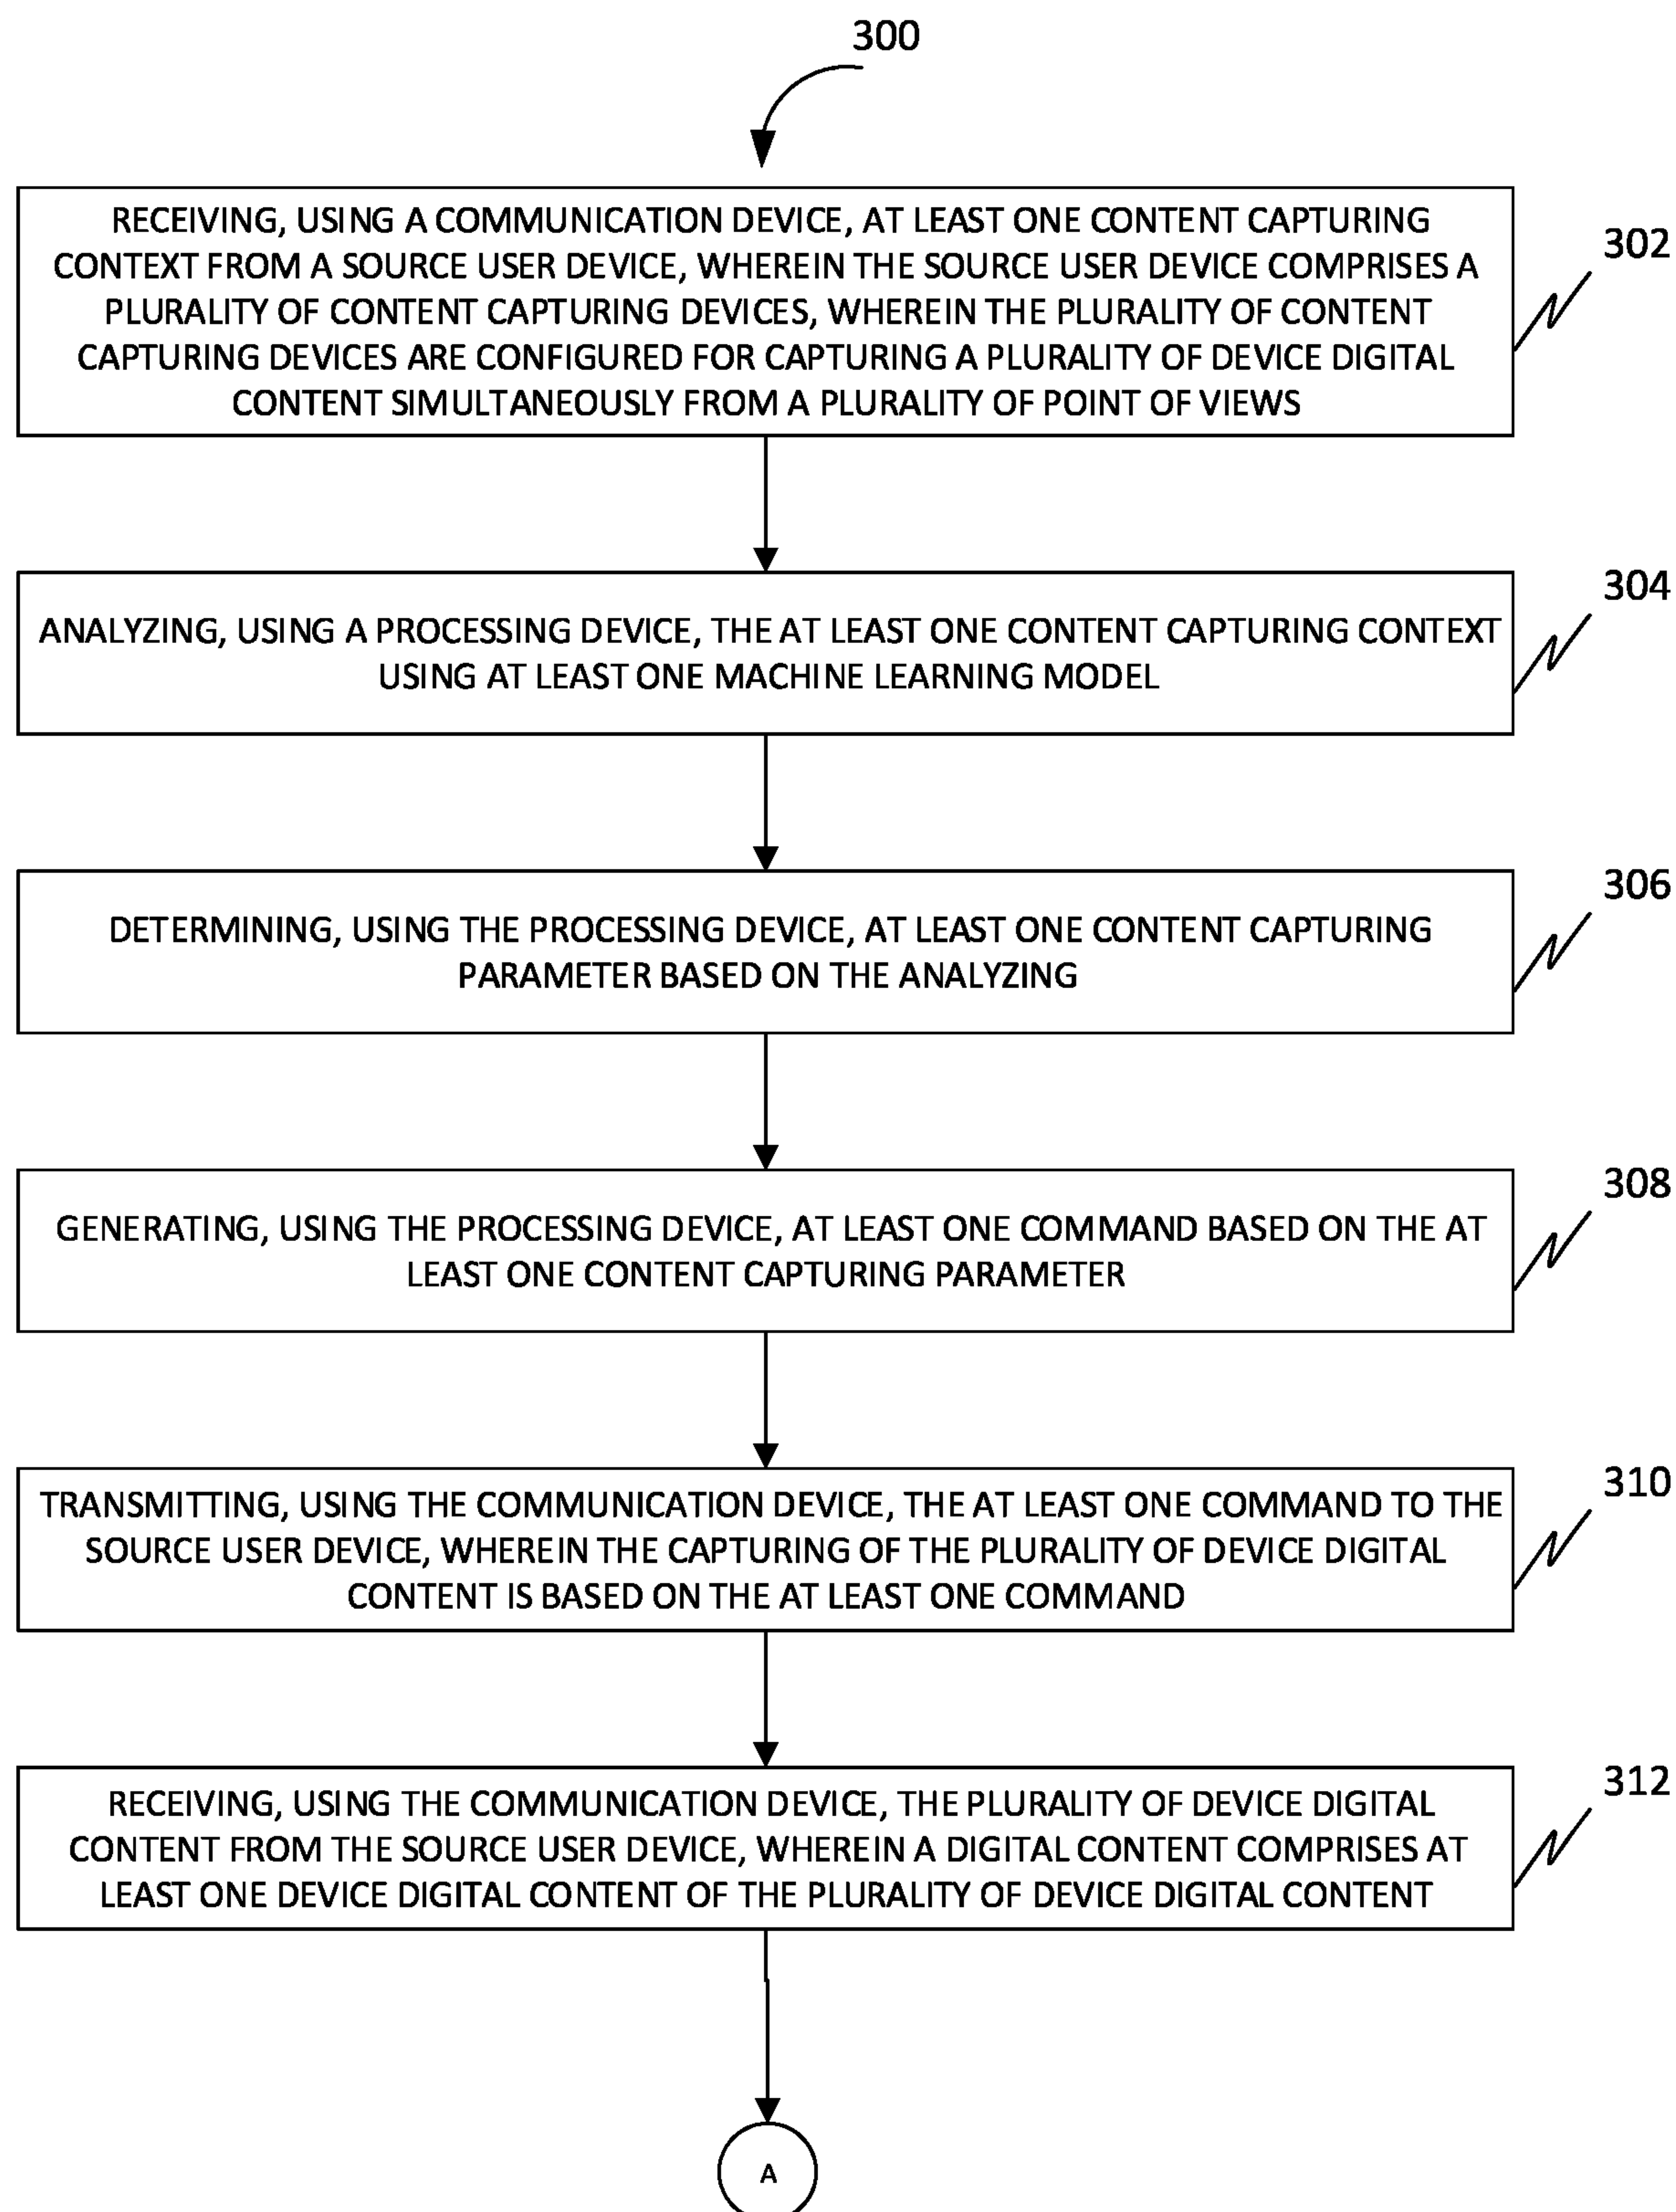 300
RECEIVING, USING A COMMUNICATION DEVICE, AT LEAST ONE CONTENT CAPTURING
CONTEXT FROM A SOURCE USER DEVICE, WHEREIN THE SOURCE USER DEVICE COMPRISES A
PLURALITY OF CONTENT CAPTURING DEVICES, WHEREIN THE PLURALITY OF CONTENT
CAPTURING DEVICES ARE CONFIGURED FOR CAPTURING A PLURALITY OF DEVICE DIGITAL
CONTENT SIMULTANEOUSLY FROM A PLURALITY OF POINT OF VIEWS
302
ANALYZING, USING A PROCESSING DEVICE, THE AT LEAST ONE CONTENT CAPTURING CONTEXT
USING AT LEAST ONE MACHINE LEARNING MODEL
304
DETERMINING, USING THE PROCESSING DEVICE, AT LEAST ONE CONTENT CAPTURING
PARAMETER BASED ON THE ANALYZING
306
GENERATING, USING THE PROCESSING DEVICE, AT LEAST ONE COMMAND BASED ON THE AT
LEAST ONE CONTENT CAPTURING PARAMETER
308
TRANSMITTING, USING THE COMMUNICATION DEVICE, THE AT LEAST ONE COMMAND TO THE
SOURCE USER DEVICE, WHEREIN THE CAPTURING OF THE PLURALITY OF DEVICE DIGITAL
CONTENT IS BASED ON THE AT LEAST ONE COMMAND
310
RECEIVING, USING THE COMMUNICATION DEVICE, THE PLURALITY OF DEVICE DIGITAL
CONTENT FROM THE SOURCE USER DEVICE, WHEREIN A DIGITAL CONTENT COMPRISES AT
LEAST ONE DEVICE DIGITAL CONTENT OF THE PLURALITY OF DEVICE DIGITAL CONTENT
312
A